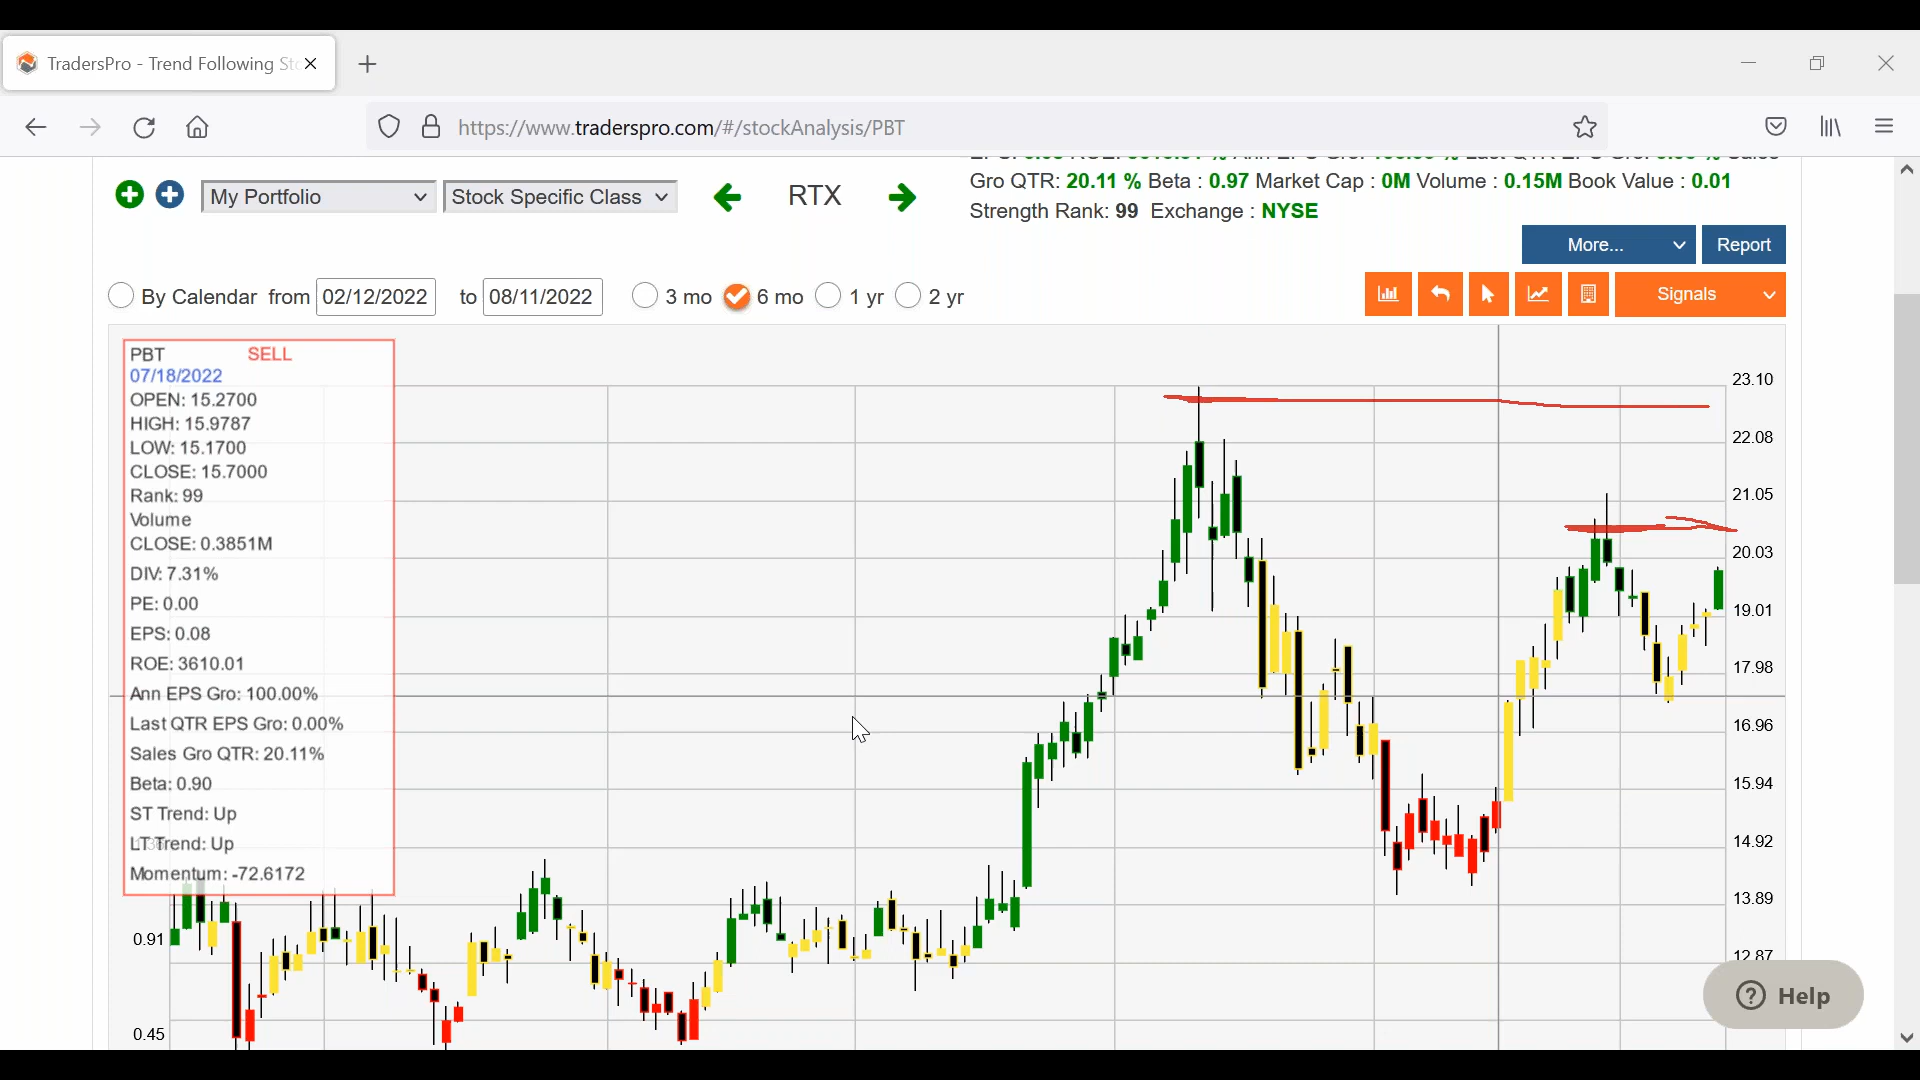 TradersPro - Trend Following Sto
https://www.traderspro.com/#/stockAnalysis/PBT
My Portfolio
Stock Specific Class
RTX
Gro QTR: 20.11 % Beta : 0.97 Market Cap : 0M Volume : 0.15M Book Value : 0.01
Strength Rank: 99 Exchange : NYSE
More...
Report
By Calendar from 02/12/2022 to 08/11/2022
3 mo
6 mo
1 yr
2 yr
Signals
PBT SELL
07/18/2022
OPEN: 15.2700
HIGH: 15.9787
LOW: 15.1700
CLOSE: 15.7000
Rank: 99
Volume
CLOSE: 0.3851M
DIV: 7.31%
PE: 0.00
EPS: 0.08
ROE: 3610.01
Ann EPS Gro: 100.00%
Last QTR EPS Gro: 0.00%
Sales Gro QTR: 20.11%
Beta: 0.90
ST Trend: Up
LT Trend: Up
Momentum: -72.6172
0.91
0.45
23.10
22.08
21.05
20.03
19.01
17.98
16.96
15.94
14.92
13.89
12.87
Help